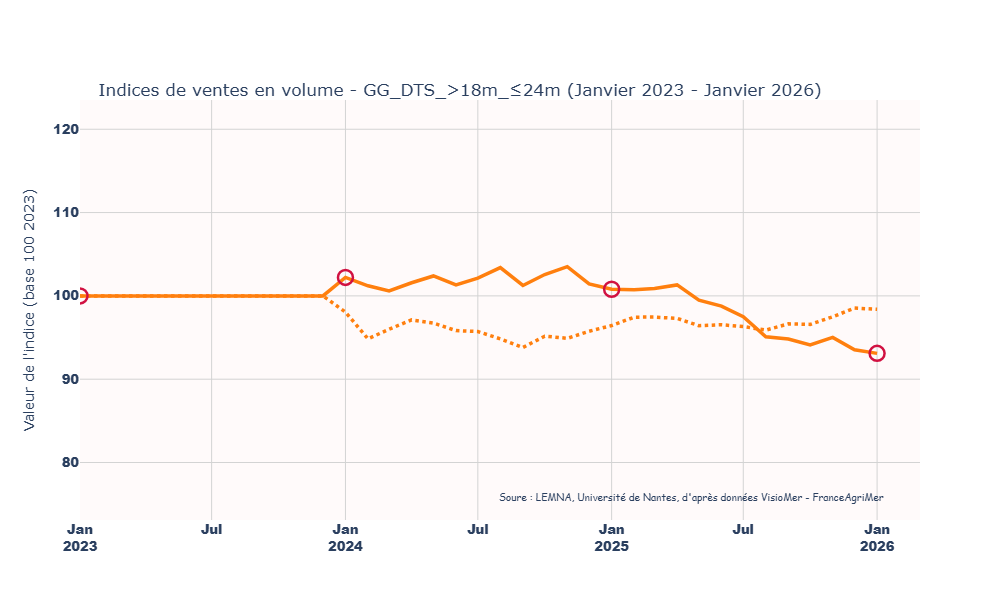 Indices de ventes en volume - GG_DTS_>18m_≤24m (Janvier 2023 - Janvier 2026)
Valeur de l'indice (base 100 2023)
120
110
100
90
80
Soure : LEMNA, Université de Nantes, d'après données VisioMer - FranceAgriMer
Jan Jul Jan Jul Jan Jul Jan
2023 2024 2025 2026